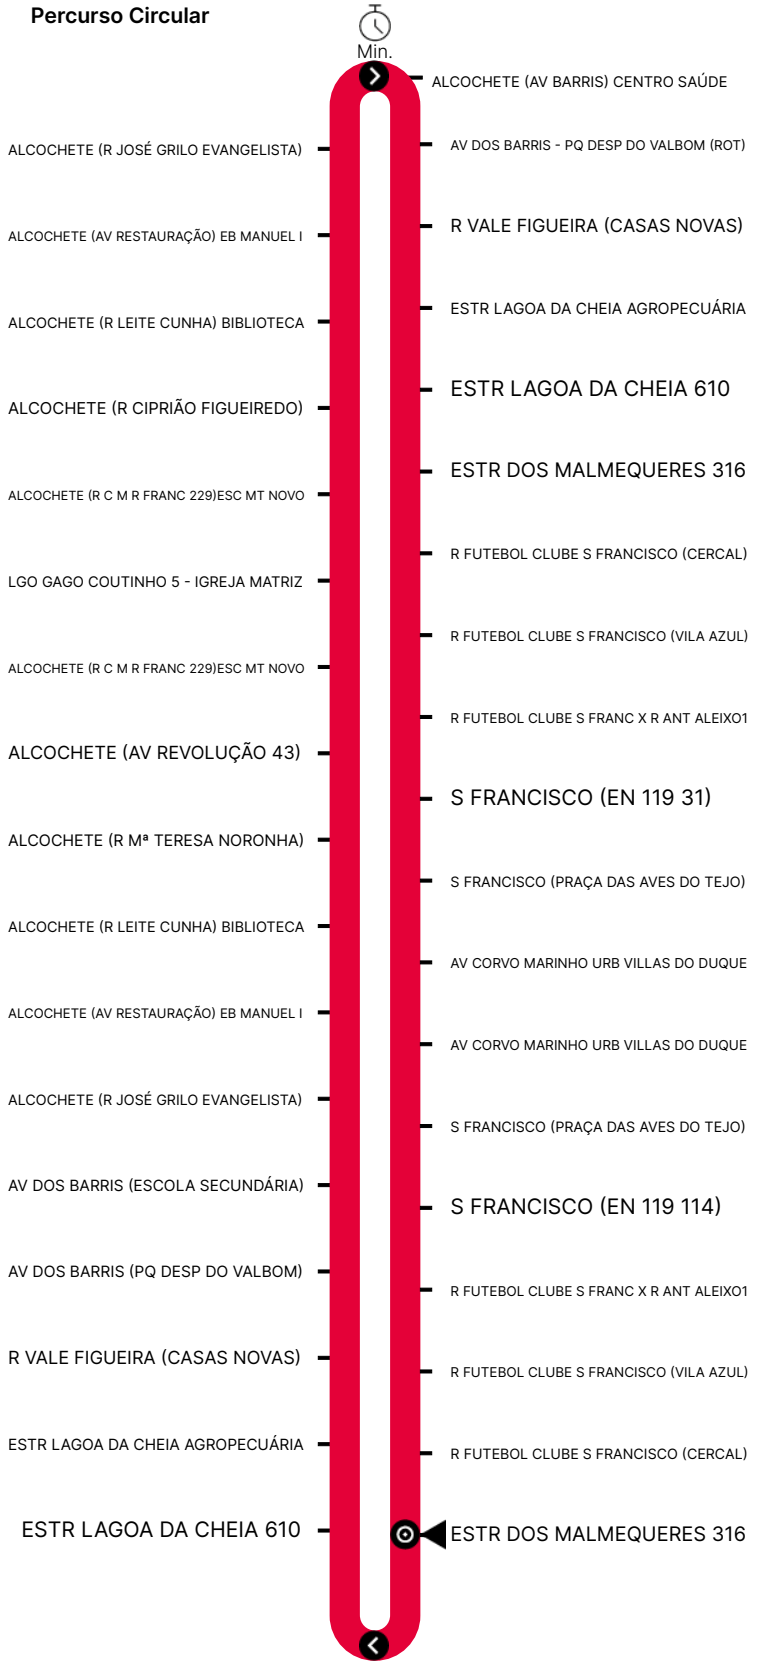 Percurso Circular
Min.
ALCOCHETE (AV BARRIS) CENTRO SAÚDE
AV DOS BARRIS - PQ DESP DO VALBOM (ROT)
R VALE FIGUEIRA (CASAS NOVAS)
ESTR LAGOA DA CHEIA AGROPECUÁRIA
ESTR LAGOA DA CHEIA 610
ESTR DOS MALMEQUERES 316
R FUTEBOL CLUBE S FRANCISCO (CERCAL)
R FUTEBOL CLUBE S FRANCISCO (VILA AZUL)
R FUTEBOL CLUBE S FRANC X R ANT ALEIXO1
S FRANCISCO (EN 119 31)
S FRANCISCO (PRAÇA DAS AVES DO TEJO)
AV CORVO MARINHO URB VILLAS DO DUQUE
AV CORVO MARINHO URB VILLAS DO DUQUE
S FRANCISCO (PRAÇA DAS AVES DO TEJO)
S FRANCISCO (EN 119 114)
R FUTEBOL CLUBE S FRANC X R ANT ALEIXO1
R FUTEBOL CLUBE S FRANCISCO (VILA AZUL)
R FUTEBOL CLUBE S FRANCISCO (CERCAL)
ESTR DOS MALMEQUERES 316
ALCOCHETE (R JOSÉ GRILO EVANGELISTA)
ALCOCHETE (AV RESTAURAÇÃO) EB MANUEL I
ALCOCHETE (R LEITE CUNHA) BIBLIOTECA
ALCOCHETE (R CIPRIÃO FIGUEIREDO)
ALCOCHETE (R C M R FRANC 229)ESC MT NOVO
LGO GAGO COUTINHO 5 - IGREJA MATRIZ
ALCOCHETE (R C M R FRANC 229)ESC MT NOVO
ALCOCHETE (AV REVOLUÇÃO 43)
ALCOCHETE (R Mª TERESA NORONHA)
ALCOCHETE (R LEITE CUNHA) BIBLIOTECA
ALCOCHETE (AV RESTAURAÇÃO) EB MANUEL I
ALCOCHETE (R JOSÉ GRILO EVANGELISTA)
AV DOS BARRIS (ESCOLA SECUNDÁRIA)
AV DOS BARRIS (PQ DESP DO VALBOM)
R VALE FIGUEIRA (CASAS NOVAS)
ESTR LAGOA DA CHEIA AGROPECUÁRIA
ESTR LAGOA DA CHEIA 610